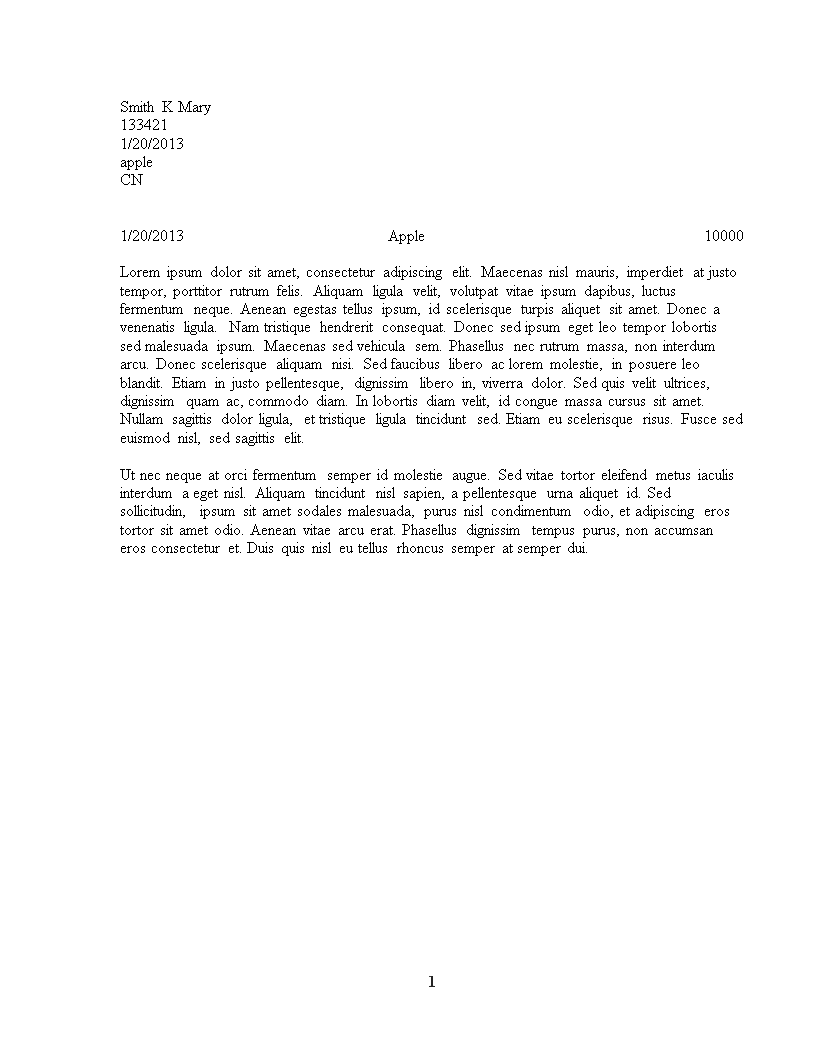 Smith K Mary
133421
1/20/2013
apple
CN
1/20/2013 Apple 10000
Lorem ipsum dolor sit amet, consectetur adipiscing elit. Maecenas nisl mauris, imperdiet at justo
tempor, porttitor rutrum felis. Aliquam ligula velit, volutpat vitae ipsum dapibus, luctus
fermentum neque. Aenean egestas tellus ipsum, id scelerisque turpis aliquet sit amet. Donec a
venenatis ligula. Nam tristique hendrerit consequat. Donec sed ipsum eget leo tempor lobortis
sed malesuada ipsum. Maecenas sed vehicula sem. Phasellus nec rutrum massa, non interdum
arcu. Donec scelerisque aliquam nisi. Sed faucibus libero ac lorem molestie, in posuere leo
blandit. Etiam in justo pellentesque, dignissim libero in, viverra dolor. Sed quis velit ultrices,
dignissim quam ac, commodo diam. In lobortis diam velit, id congue massa cursus sit amet.
Nullam sagittis dolor ligula, et tristique ligula tincidunt sed. Etiam eu scelerisque risus. Fusce sed
euismod nisl, sed sagittis elit.
Ut nec neque at orci fermentum semper id molestie augue. Sed vitae tortor eleifend metus iaculis
interdum a eget nisl. Aliquam tincidunt nisl sapien, a pellentesque urna aliquet id. Sed
sollicitudin, ipsum sit amet sodales malesuada, purus nisl condimentum odio, et adipiscing eros
tortor sit amet odio. Aenean vitae arcu erat. Phasellus dignissim tempus purus, non accumsan
eros consectetur et. Duis quis nisl eu tellus rhoncus semper at semper dui.
1